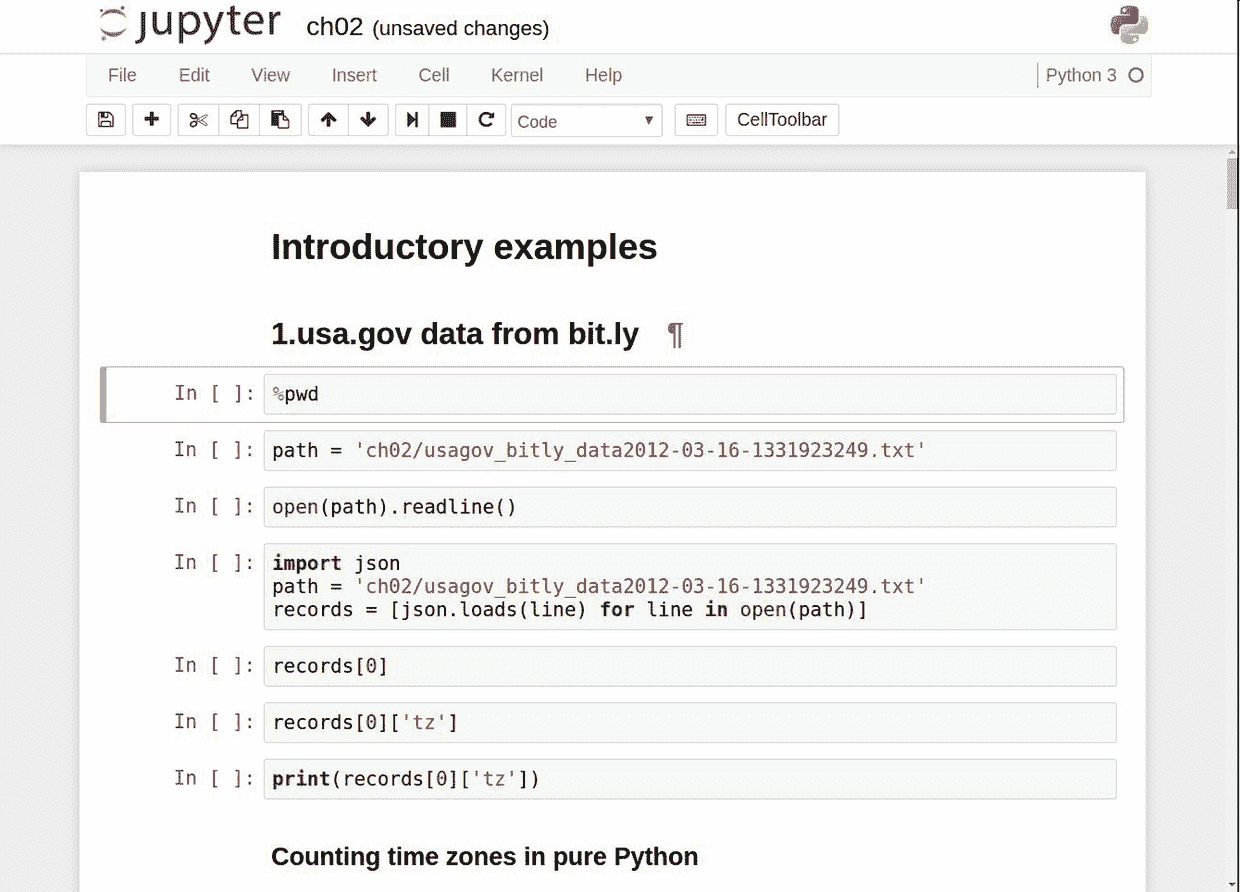 jupyter ch02 (unsaved changes)
File Edit View Insert Cell Kernel Help Python 3
Code CellToolbar
Introductory examples
1.usa.gov data from bit.ly ¶
In [ ]: %pwd
In [ ]: path = 'ch02/usagov_bitly_data2012-03-16-1331923249.txt'
In [ ]: open(path).readline()
In [ ]: import json
path = 'ch02/usagov_bitly_data2012-03-16-1331923249.txt'
records = [json.loads(line) for line in open(path)]
In [ ]: records[0]
In [ ]: records[0]['tz']
In [ ]: print(records[0]['tz'])
Counting time zones in pure Python